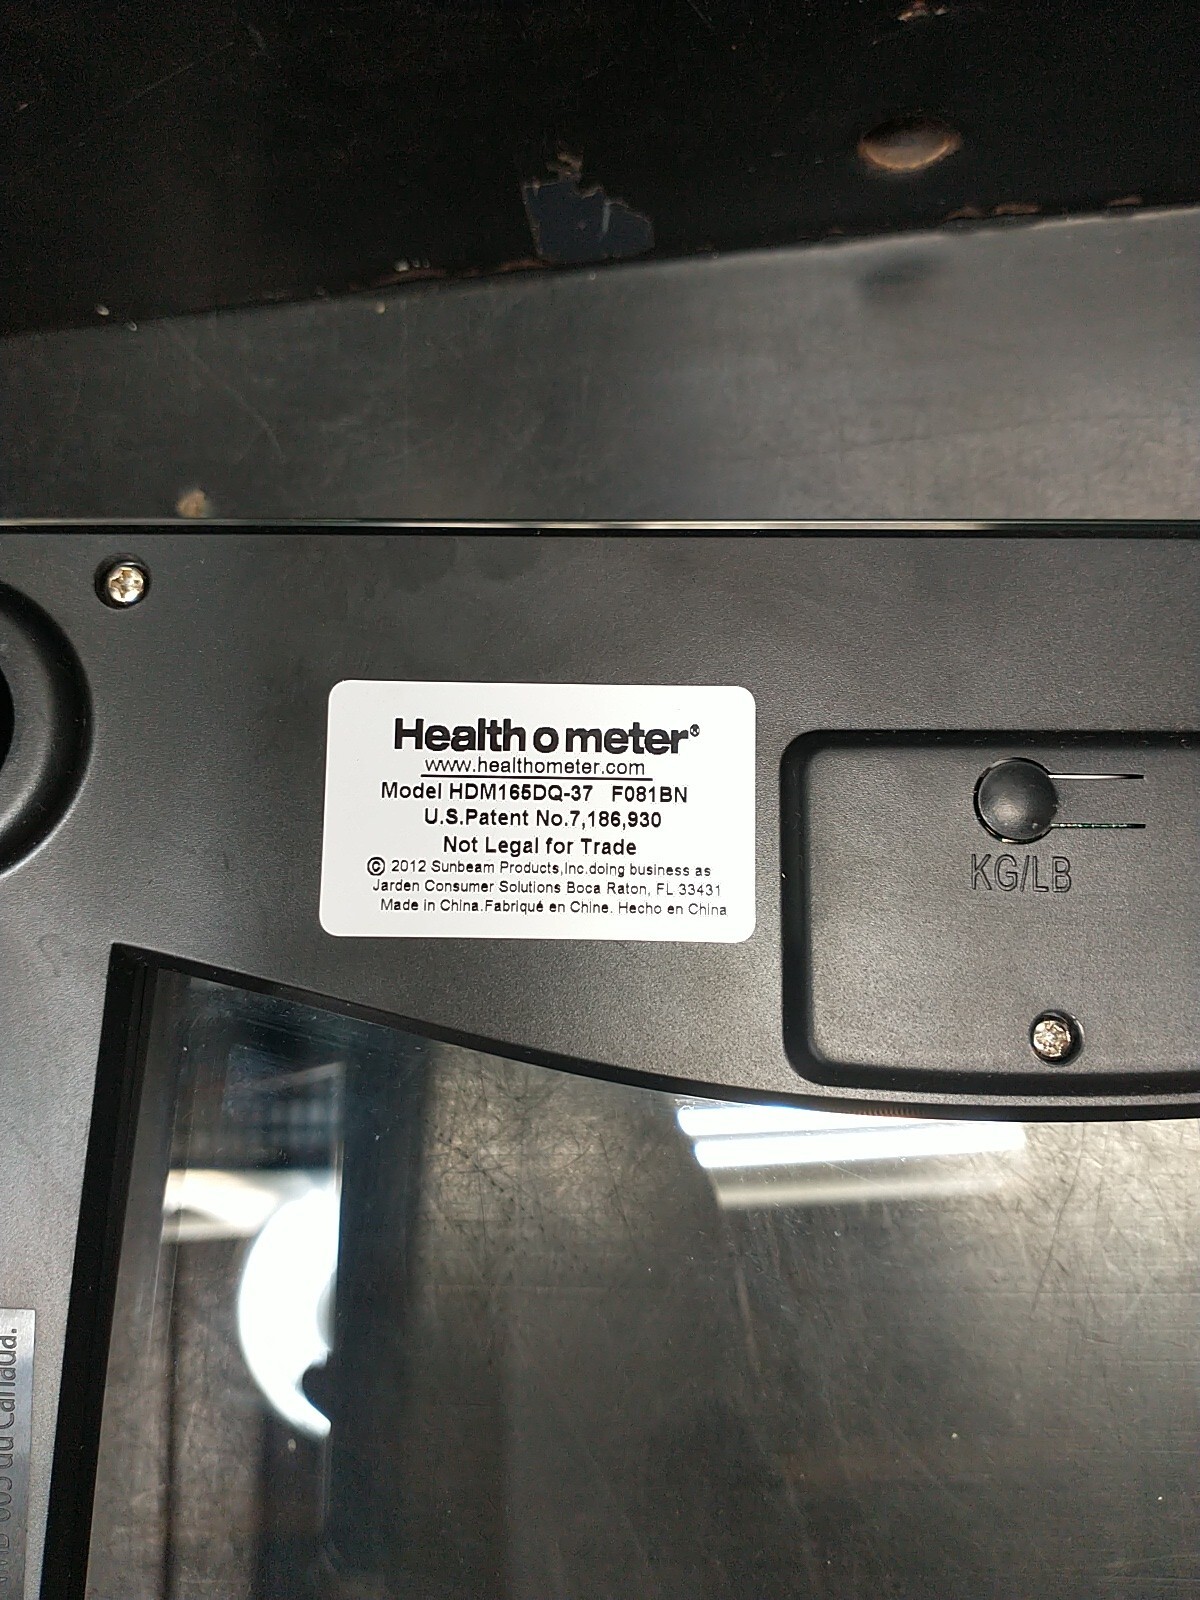 Health o meter®
www.healthometer.com
Model HDM165DQ-37 F081BN
U.S.Patent No.7,186,930
Not Legal for Trade
© 2012 Sunbeam Products,Inc.doing business as
Jarden Consumer Solutions Boca Raton, FL 33431
Made in China.Fabriqué en Chine. Hecho en China
KG/LB
du Canada.